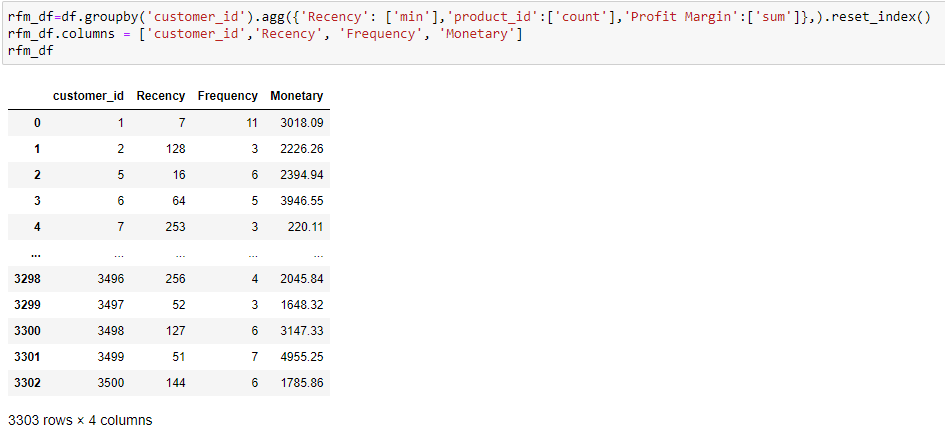 rfm_df=df.groupby('customer_id').agg({'Recency': ['min'],'product_id':['count'],'Profit Margin':['sum']},).reset_index()
rfm_df.columns = ['customer_id','Recency', 'Frequency', 'Monetary']
rfm_df
customer_id Recency Frequency Monetary
0 1 7 11 3018.09
1 2 128 3 2226.26
2 5 16 6 2394.94
3 6 64 5 3946.55
4 7 253 3 220.11
... ... ... ... ...
3298 3496 256 4 2045.84
3299 3497 52 3 1648.32
3300 3498 127 6 3147.33
3301 3499 51 7 4955.25
3302 3500 144 6 1785.86
3303 rows × 4 columns